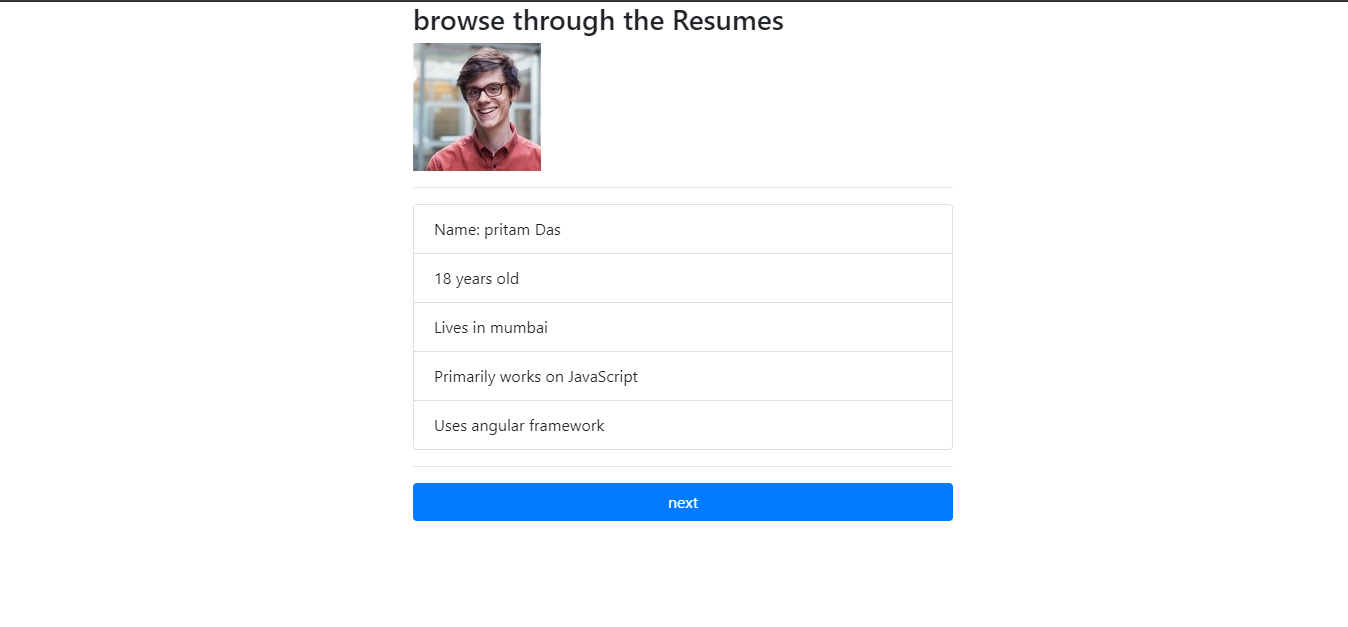 browse through the Resumes
Name: pritam Das
18 years old
Lives in mumbai
Primarily works on JavaScript
Uses angular framework
next